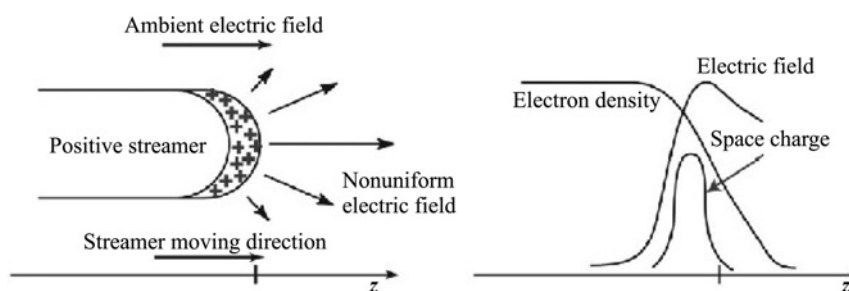 Ambient electric field
Positive streamer
Nonuniform
electric field
Streamer moving direction
z
Electric field
Electron density
Space charge
z